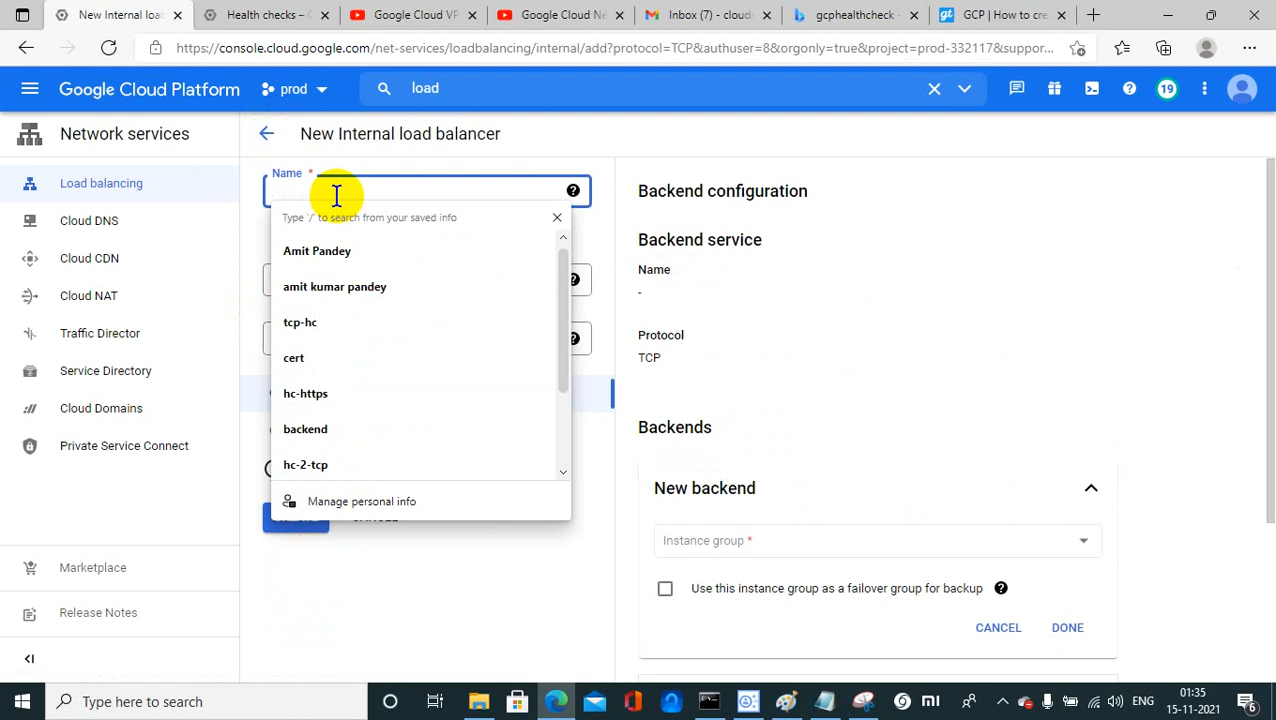 New Internal load balancer
Health checks –
Google Cloud VP
Google Cloud Ne
Inbox (7) - clouds
gcphealthcheck -
GCP | How to cre
https://console.cloud.google.com/net-services/loadbalancing/internal/add?protocol=TCP&authuser=8&orgonly=true&project=prod-332117&suppor...
Google Cloud Platform
prod
load
19
Network services
New Internal load balancer
Load balancing
Cloud DNS
Cloud CDN
Cloud NAT
Traffic Director
Service Directory
Cloud Domains
Private Service Connect
Marketplace
Release Notes
Name *
Type '/' to search from your saved info
Amit Pandey
amit kumar pandey
tcp-hc
cert
hc-https
backend
hc-2-tcp
Manage personal info
Backend configuration
Backend service
Name
-
Protocol
TCP
Backends
New backend
Instance group *
Use this instance group as a failover group for backup
CANCEL
DONE
Type here to search
ENG
01:35
15-11-2021
6